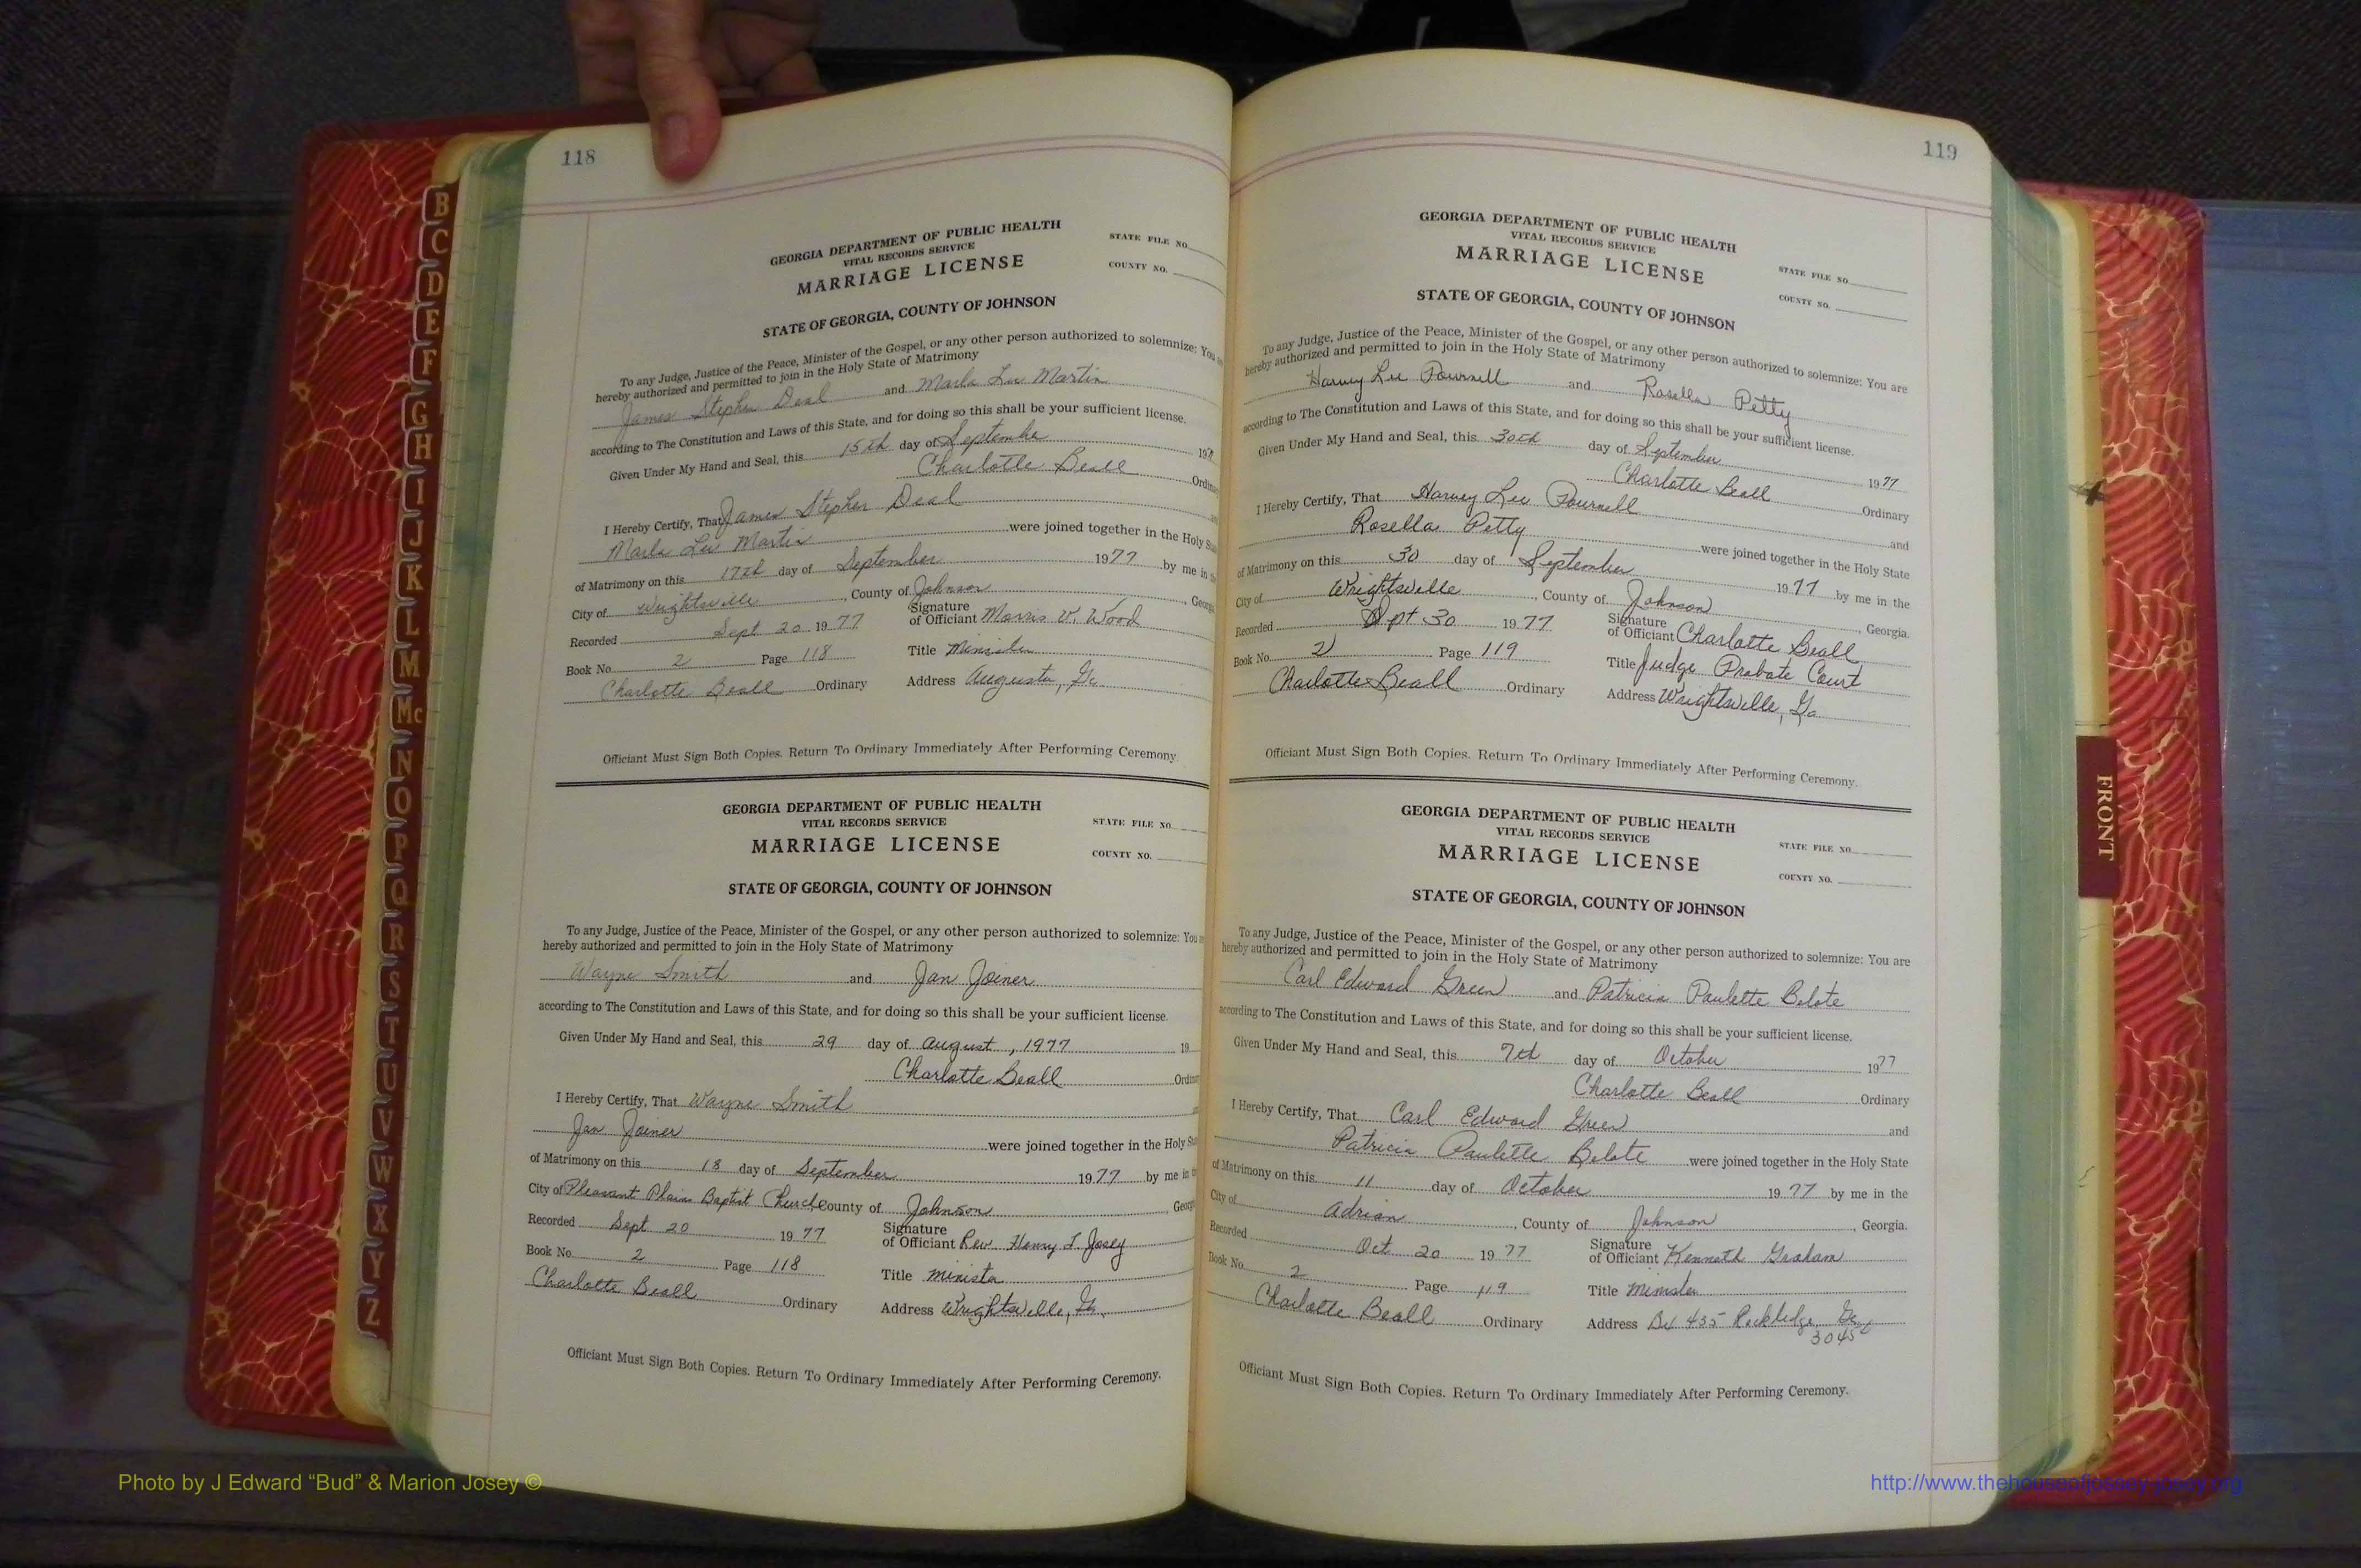 B
C
D
E
F
G
H
I
J
K
L
M
Mc
N
O
P
Q
R
S
T
U
V
W
X
Y
Z
118
GEORGIA DEPARTMENT OF PUBLIC HEALTH
VITAL RECORDS SERVICE
MARRIAGE LICENSE
STATE FILE NO.
COUNTY NO.
STATE OF GEORGIA, COUNTY OF JOHNSON
To any Judge, Justice of the Peace, Minister of the Gospel, or any other person authorized to solemnize: You
hereby authorized and permitted to join in the Holy State of Matrimony
James Stephen Deal and Marla Lee Martin
according to The Constitution and Laws of this State, and for doing so this shall be your sufficient license.
Given Under My Hand and Seal, this 15th day of September 197
Charlotte Beall
I Hereby Certify, That James Stephen Deal
Marla Lee Martin were joined together in the Holy
of Matrimony on this 17th day of September 1977 by me in
City of Wrightsville, County of Johnson
Recorded Sept 20 1977 Signature of Officiant Morris V. Wood
Book No. 2 Page 118 Title Minister
Charlotte Beall Ordinary Address Augusta, Ga.
Officiant Must Sign Both Copies. Return To Ordinary Immediately After Performing Ceremony.
GEORGIA DEPARTMENT OF PUBLIC HEALTH
VITAL RECORDS SERVICE
MARRIAGE LICENSE
STATE FILE NO.
COUNTY NO.
STATE OF GEORGIA, COUNTY OF JOHNSON
To any Judge, Justice of the Peace, Minister of the Gospel, or any other person authorized to solemnize: You
hereby authorized and permitted to join in the Holy State of Matrimony
Wayne Smith and Jan Joiner
according to The Constitution and Laws of this State, and for doing so this shall be your sufficient license.
Given Under My Hand and Seal, this 29 day of August, 1977 19
Charlotte Beall
I Hereby Certify, That Wayne Smith
Jan Joiner were joined together in the Holy
of Matrimony on this 18 day of September 1977 by me in
City of Pleasant Plains Baptist Church County of Johnson
Recorded Sept 20 1977 Signature of Officiant Rev. Henry L. Josey
Book No. 2 Page 118 Title Minister
Charlotte Beall Ordinary Address Wrightsville, Ga.
Officiant Must Sign Both Copies. Return To Ordinary Immediately After Performing Ceremony.
119
GEORGIA DEPARTMENT OF PUBLIC HEALTH
VITAL RECORDS SERVICE
MARRIAGE LICENSE
STATE FILE NO.
COUNTY NO.
STATE OF GEORGIA, COUNTY OF JOHNSON
To any Judge, Justice of the Peace, Minister of the Gospel, or any other person authorized to solemnize: You are
hereby authorized and permitted to join in the Holy State of Matrimony
Harvey Lee Pournell and Rosella Petty
according to The Constitution and Laws of this State, and for doing so this shall be your sufficient license.
Given Under My Hand and Seal, this 30th day of September 1977
Charlotte Beall Ordinary
I Hereby Certify, That Harvey Lee Pournell and
Rosella Petty were joined together in the Holy State
of Matrimony on this 30 day of September 1977 by me in the
City of Wrightsville, County of Johnson, Georgia.
Recorded Sept 30 1977 Signature of Officiant Charlotte Beall
Book No. 2 Page 119 Title Judge Probate Court
Charlotte Beall Ordinary Address Wrightsville, Ga
Officiant Must Sign Both Copies. Return To Ordinary Immediately After Performing Ceremony.
GEORGIA DEPARTMENT OF PUBLIC HEALTH
VITAL RECORDS SERVICE
MARRIAGE LICENSE
STATE FILE NO.
COUNTY NO.
STATE OF GEORGIA, COUNTY OF JOHNSON
To any Judge, Justice of the Peace, Minister of the Gospel, or any other person authorized to solemnize: You are
hereby authorized and permitted to join in the Holy State of Matrimony
Carl Edward Green and Patricia Paulette Belote
according to The Constitution and Laws of this State, and for doing so this shall be your sufficient license.
Given Under My Hand and Seal, this 7th day of October 1977
Charlotte Beall Ordinary
I Hereby Certify, That Carl Edward Green and
Patricia Paulette Belote were joined together in the Holy State
of Matrimony on this 11 day of October 1977 by me in the
City of Adrian, County of Johnson, Georgia.
Recorded Oct 20 1977 Signature of Officiant Kenneth Graham
Book No. 2 Page 119 Title Minister
Charlotte Beall Ordinary Address Bx 435 Rockledge, Ga.
Officiant Must Sign Both Copies. Return To Ordinary Immediately After Performing Ceremony.
FRONT
Photo by J Edward “Bud” & Marion Josey ©
http://www.thehouseofjossey-josey.org